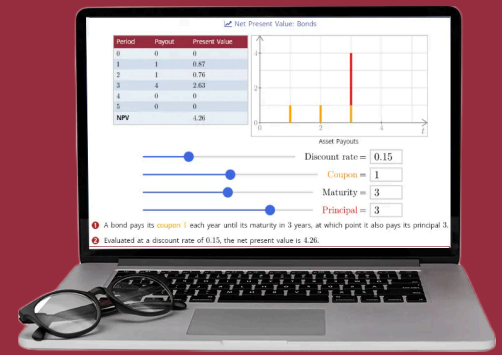 Net Present Value: Bonds
Period Payout Present Value
0 0 0
1 1 0.87
2 1 0.76
3 4 2.63
4 0 0
5 0 0
NPV 4.26
4
2
0
0 2 4 t
Asset Payouts
Discount rate = 0.15
Coupon = 1
Maturity = 3
Principal = 3
1 A bond pays its coupon 1 each year until its maturity in 3 years, at which point it also pays its principal 3.
2 Evaluated at a discount rate of 0.15, the net present value is 4.26.